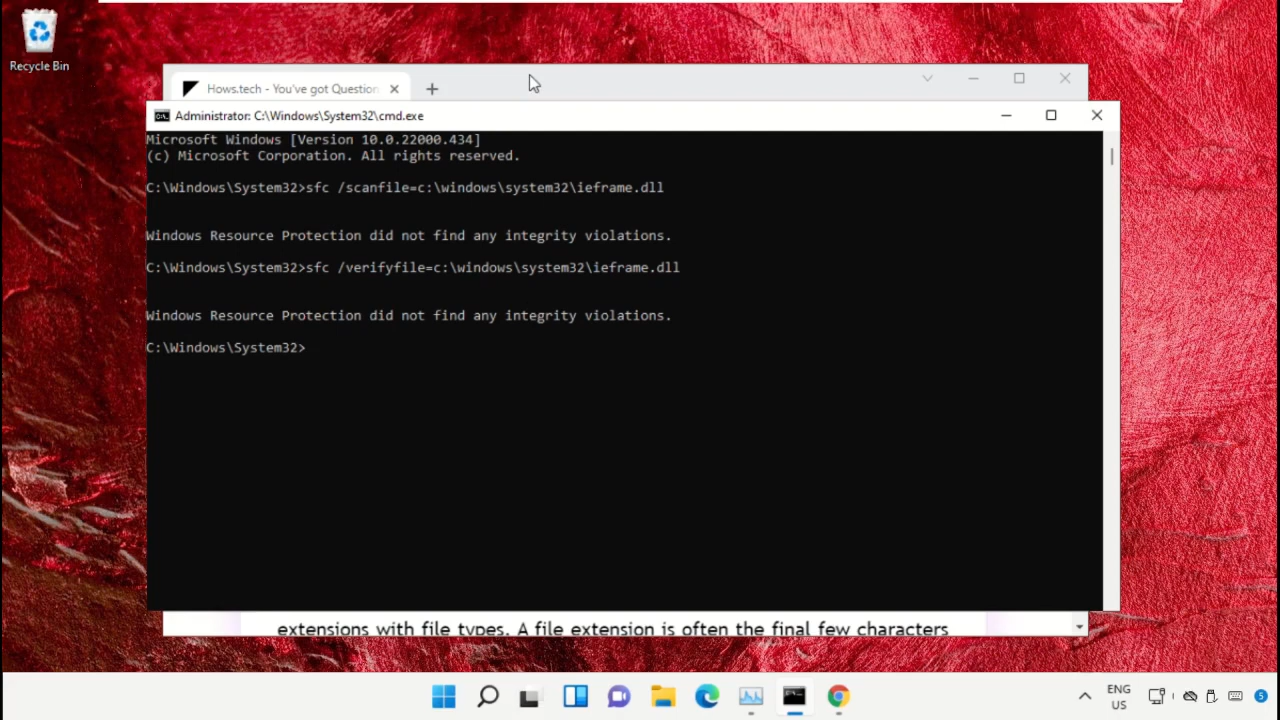 Recycle Bin
Hows.tech - You've got Question
Administrator: C:\Windows\System32\cmd.exe
Microsoft Windows [Version 10.0.22000.434]
(c) Microsoft Corporation. All rights reserved.
C:\Windows\System32>sfc /scanfile=c:\windows\system32\ieframe.dll
Windows Resource Protection did not find any integrity violations.
C:\Windows\System32>sfc /verifyfile=c:\windows\system32\ieframe.dll
Windows Resource Protection did not find any integrity violations.
C:\Windows\System32>
extensions with file types. A file extension is often the final few characters
ENG
US
5